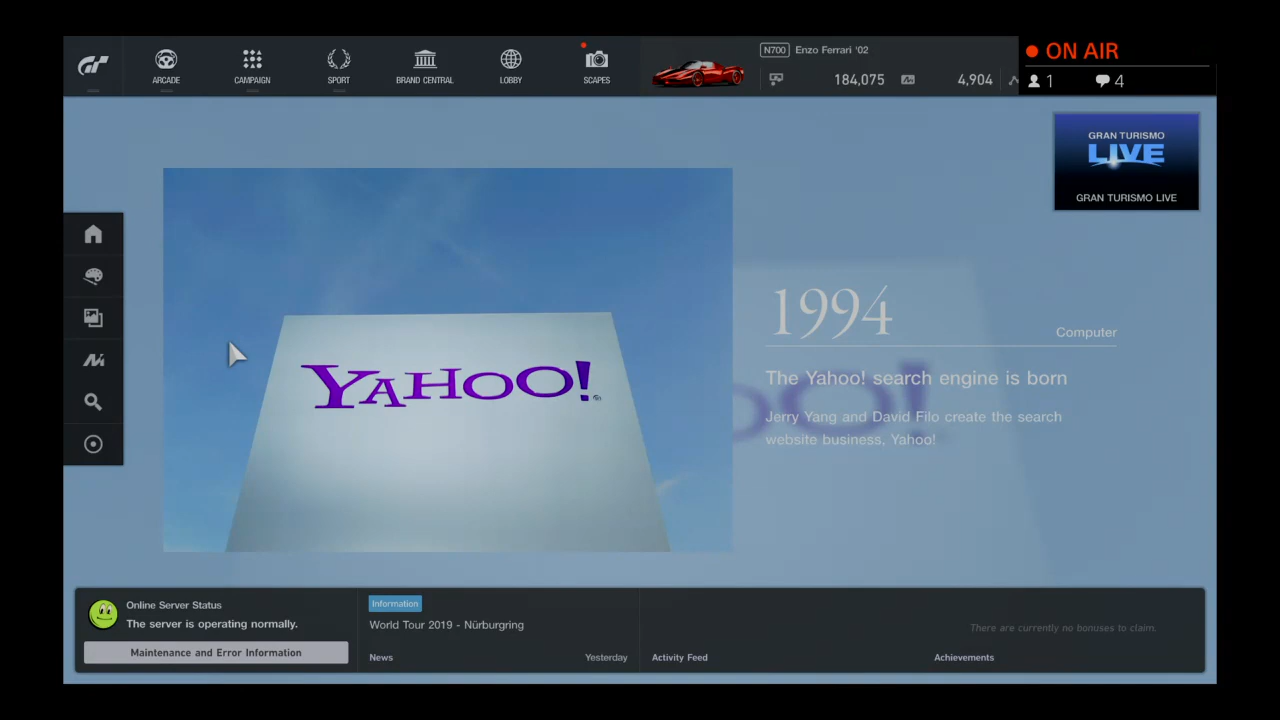 GT
ARCADE
CAMPAIGN
SPORT
BRAND CENTRAL
LOBBY
SCAPES
N700 Enzo Ferrari '02
184,075
4,904
ON AIR
1
4
GRAN TURISMO
LIVE
GRAN TURISMO LIVE
YAHOO!
1994
Computer
The Yahoo! search engine is born
Jerry Yang and David Filo create the search
website business, Yahoo!
Online Server Status
The server is operating normally.
Maintenance and Error Information
Information
World Tour 2019 - Nürburgring
News
Yesterday
There are currently no bonuses to claim.
Activity Feed
Achievements